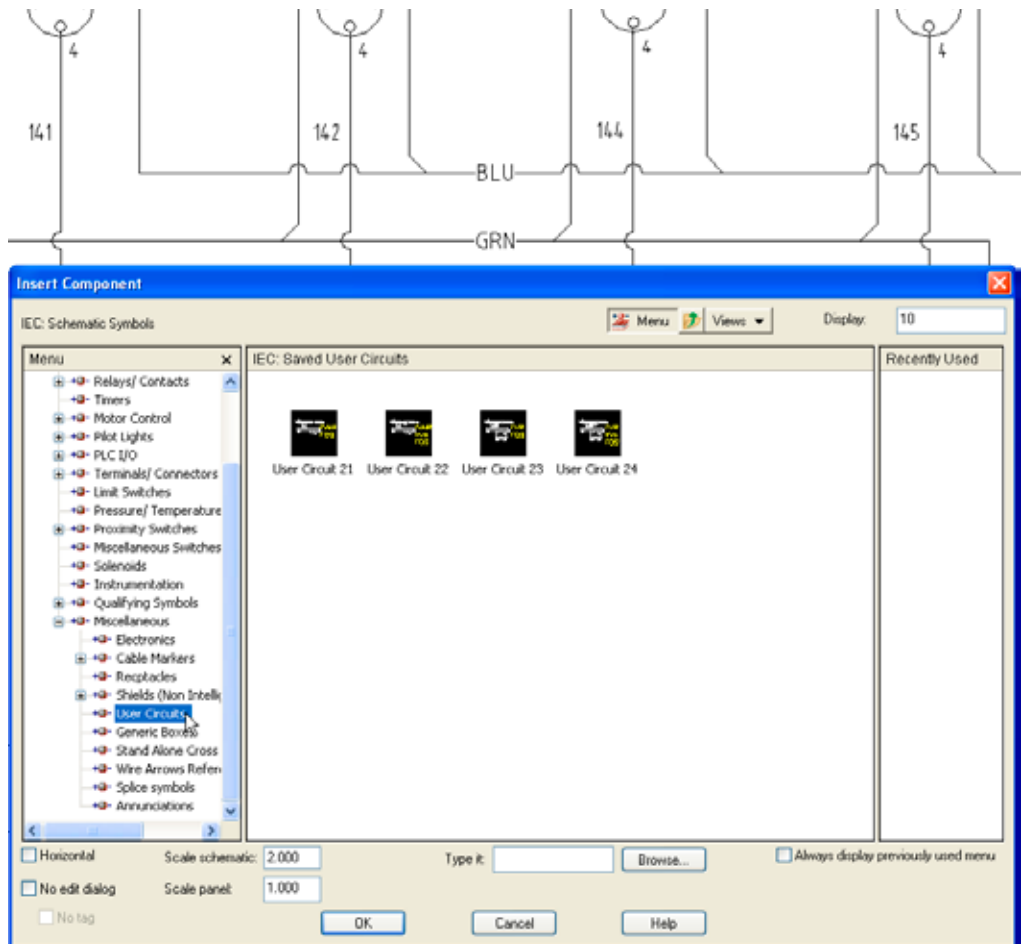 4 4 4 4
141 142 144 145
BLU
GRN
Insert Component
IEC: Schematic Symbols Menu Views Display: 10
Menu x
Relays/ Contacts
Timers
Motor Control
Pilot Lights
PLC I/O
Terminals/ Connectors
Limit Switches
Pressure/ Temperature
Proximity Switches
Miscellaneous Switches
Solenoids
Instrumentation
Qualifying Symbols
Miscellaneous
Electronics
Cable Markers
Recptacles
Shields (Non Intelli
User Circuits
Generic Boxes
Stand Alone Cross
Wire Arrows Referen
Splice symbols
Annunciations
IEC: Saved User Circuits
User Circuit 21 User Circuit 22 User Circuit 23 User Circuit 24
Recently Used
Horizontal Scale schematic: 2.000 Type it: Browse... Always display previously used menu
No edit dialog Scale panel: 1.000
No tag
OK Cancel Help